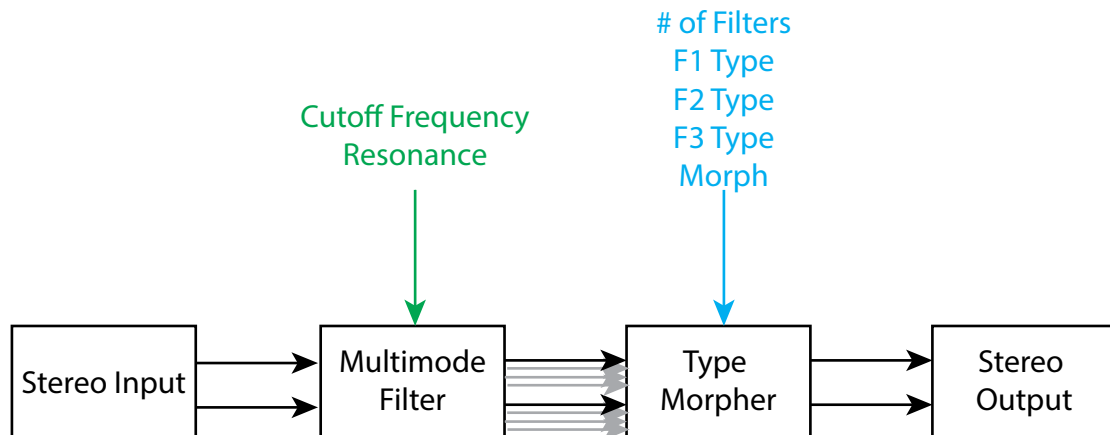 # of Filters
F1 Type
F2 Type
F3 Type
Morph
Cutoff Frequency
Resonance
Stereo Input
Multimode
Filter
Type
Morpher
Stereo
Output